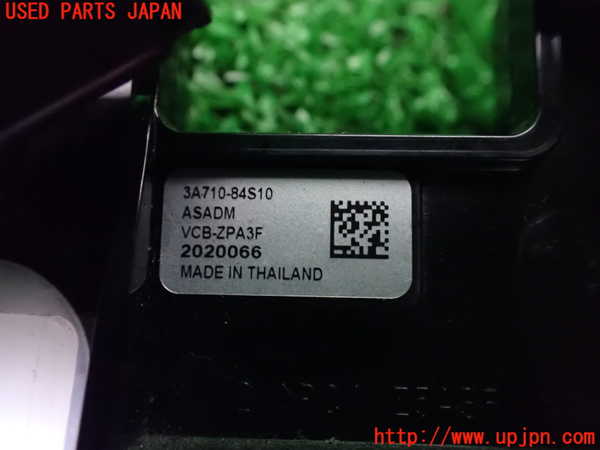 USED PARTS JAPAN
3A710-84S10
ASADM
VCB-ZPA3F
2020066
MADE IN THAILAND
http://www.upjpn.com/